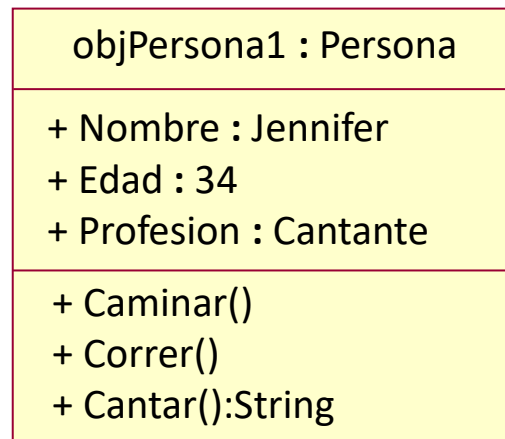 objPersona1 : Persona
+ Nombre : Jennifer
+ Edad : 34
+ Profesion : Cantante
+ Caminar()
+ Correr()
+ Cantar():String